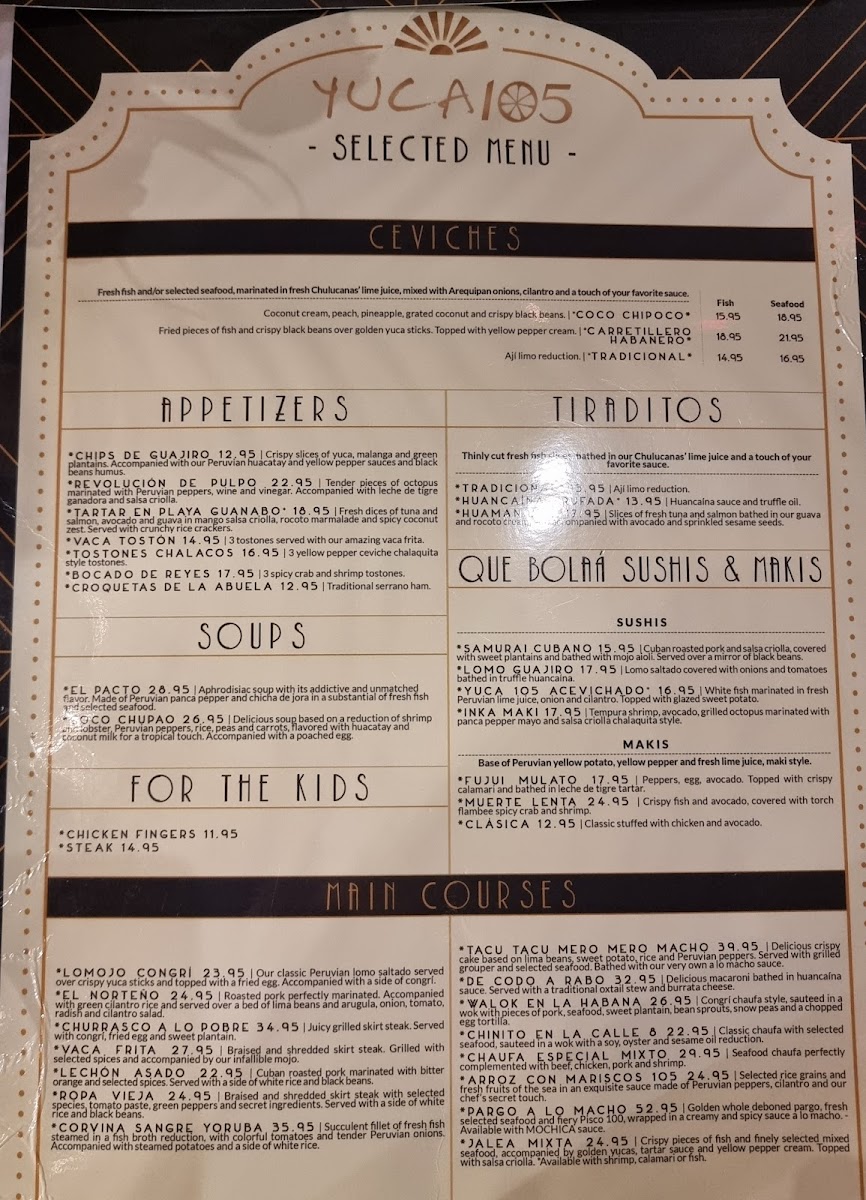 YUCA105
- SELECTED MENU -
CEVICHES
Fresh fish and/or selected seafood, marinated in fresh Chulucanas' lime juice, mixed with Arequipan onions, cilantro and a touch of your favorite sauce.
Fish Seafood
Coconut cream, peach, pineapple, grated coconut and crispy black beans. | *COCO CHIPOCO* 15.95 18.95
Fried pieces of fish and crispy black beans over golden yuca sticks. Topped with yellow pepper cream. | *CARRETILLERO
HABANERO* 18.95 21.95
Ají limo reduction. | *TRADICIONAL* 14.95 16.95
APPETIZERS
*CHIPS DE GUAJIRO 12.95 | Crispy slices of yuca, malanga and green
plantains. Accompanied with our Peruvian huacatay and yellow pepper sauces and black
beans humus.
*REVOLUCIÓN DE PULPO 22.95 | Tender pieces of octopus
marinated with Peruvian peppers, wine and vinegar. Accompanied with leche de tigre
ganadora and salsa criolla.
*TARTAR EN PLAYA GUANABO* 18.95 | Fresh dices of tuna and
salmon, avocado and guava in mango salsa criolla, rocoto marmalade and spicy coconut
zest. Served with crunchy rice crackers.
*VACA TOSTÓN 14.95 | 3 tostones served with our amazing vaca frita.
*TOSTONES CHALACOS 16.95 | 3 yellow pepper ceviche chalaquita
style tostones.
*BOCADO DE REYES 17.95 | 3 spicy crab and shrimp tostones.
*CROQUETAS DE LA ABUELA 12.95 | Traditional serrano ham.
SOUPS
*EL PACTO 28.95 | Aphrodisiac soup with its addictive and unmatched
flavor. Made of Peruvian panca pepper and chicha de jora in a substantial of fresh fish
and selected seafood.
*COCO CHUPAO 26.95 | Delicious soup based on a reduction of shrimp
and lobster, Peruvian peppers, rice, peas and carrots, flavored with huacatay and
coconut milk for a tropical touch. Accompanied with a poached egg.
FOR THE KIDS
*CHICKEN FINGERS 11.95
*STEAK 14.95
TIRADITOS
Thinly cut fresh fish bathed in our Chulucanas' lime juice and a touch of your
favorite sauce.
*TRADICION 3.95 | Ají limo reduction.
*HUANCAÍNA 13.95 | Huancaína sauce and truffle oil.
*HUAMAN 17.95 | Slices of fresh tuna and salmon bathed in our guava
and rocoto accompanied with avocado and sprinkled sesame seeds.
QUE BOLAÁ SUSHIS & MAKIS
SUSHIS
*SAMURAI CUBANO 15.95 | Cuban roasted pork and salsa criolla, covered
with sweet plantains and bathed with mojo aioli. Served over a mirror of black beans.
*LOMO GUAJIRO 17.95 | Lomo saltado covered with onions and tomatoes
bathed in truffle huancaína.
*YUCA 105 ACEVICHADO* 16.95 | White fish marinated in fresh
Peruvian lime juice, onion and cilantro. Topped with glazed sweet potato.
*INKA MAKI 17.95 | Tempura shrimp, avocado, grilled octopus marinated with
panca pepper mayo and salsa criolla chalaquita style.
MAKIS
Base of Peruvian yellow potato, yellow pepper and fresh lime juice, maki style.
*FUJUI MULATO 17.95 | Peppers, egg, avocado. Topped with crispy
calamari and bathed in leche de tigre tartar.
*MUERTE LENTA 24.95 | Crispy fish and avocado, covered with torch
flambee spicy crab and shrimp.
*CLÁSICA 12.95 | Classic stuffed with chicken and avocado.
MAIN COURSES
*LOMOJO CONGRÍ 23.95 | Our classic Peruvian lomo saltado served
over crispy yuca sticks and topped with a fried egg. Accompanied with a side of congrí.
*EL NORTEÑO 24.95 | Roasted pork perfectly marinated. Accompanied
with green cilantro rice and served over a bed of lima beans and arugula, onion, tomato,
radish and cilantro salad.
*CHURRASCO A LO POBRE 34.95 | Juicy grilled skirt steak. Served
with congrí, fried egg and sweet plantain.
*VACA FRITA 27.95 | Braised and shredded skirt steak. Grilled with
selected spices and accompanied by our infallible mojo.
*LECHÓN ASADO 22.95 | Cuban roasted pork marinated with bitter
orange and selected spices. Served with a side of white rice and black beans.
*ROPA VIEJA 24.95 | Braised and shredded skirt steak with selected
species, tomato paste, green peppers and secret ingredients. Served with a side of white
rice and black beans.
*CORVINA SANGRE YORUBA 35.95 | Succulent fillet of fresh fish
steamed in a fish broth reduction, with colorful tomatoes and tender Peruvian onions.
Accompanied with steamed potatoes and a side of white rice.
*TACU TACU MERO MERO MACHO 39.95 | Delicious crispy
cake based on lima beans, sweet potato, rice and Peruvian peppers. Served with grilled
grouper and selected seafood. Bathed with our very own a lo macho sauce.
*DE CODO A RABO 32.95 | Delicious macaroni bathed in huancaína
sauce. Served with a traditional oxtail stew and burrata cheese.
*WALOK EN LA HABANA 26.95 | Congrí chaufa style, sauteed in a
wok with pieces of pork, seafood, sweet plantain, bean sprouts, snow peas and a chopped
egg tortilla.
*CHINITO EN LA CALLE 8 22.95 | Classic chaufa with selected
seafood, sauteed in a wok with a soy, oyster and sesame oil reduction.
*CHAUFA ESPECIAL MIXTO 29.95 | Seafood chaufa perfectly
complemented with beef, chicken, pork and shrimp.
*ARROZ CON MARISCOS 105 24.95 | Selected rice grains and
fresh fruits of the sea in an exquisite sauce made of Peruvian peppers, cilantro and our
chef's secret touch.
*PARGO A LO MACHO 52.95 | Golden whole deboned pargo, fresh
selected seafood and fiery Pisco 100, wrapped in a creamy and spicy sauce a lo macho. -
Available with MOCHICA sauce.
*JALEA MIXTA 24.95 | Crispy pieces of fish and finely selected mixed
seafood, accompanied by golden yucas, tartar sauce and yellow pepper cream. Topped
with salsa criolla. *Available with shrimp, calamari or fish.